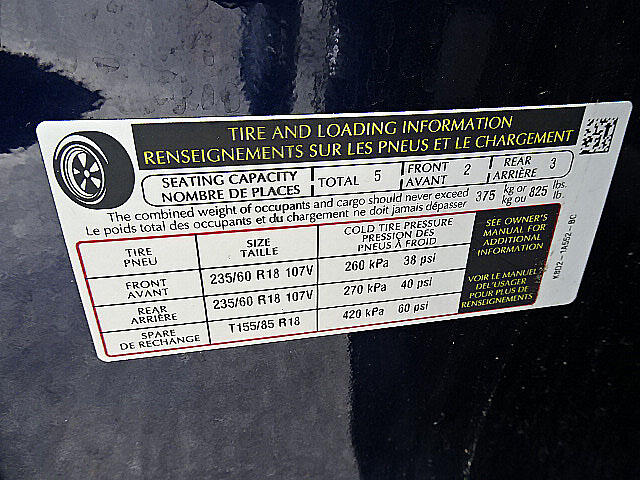 TIRE AND LOADING INFORMATION
RENSEIGNEMENTS SUR LES PNEUS ET LE CHARGEMENT
SEATING CAPACITY
NOMBRE DE PLACES
TOTAL 5
FRONT
AVANT 2
REAR
ARRIÈRE 3
The combined weight of occupants and cargo should never exceed 375 kg or 825 lbs.
Le poids total des occupants et du chargement ne doit jamais dépasser kg ou lb.
TIRE
PNEU
SIZE
TAILLE
COLD TIRE PRESSURE
PRESSION DES
PNEUS À FROID
FRONT
AVANT
235/60 R18 107V
260 kPa 38 psi
REAR
ARRIÈRE
235/60 R18 107V
270 kPa 40 psi
SPARE
DE RECHANGE
T155/85 R18
420 kPa 60 psi
SEE OWNER'S
MANUAL FOR
ADDITIONAL
INFORMATION
VOIR LE MANUEL
DE L'USAGER
POUR PLUS DE
RENSEIGNEMENTS